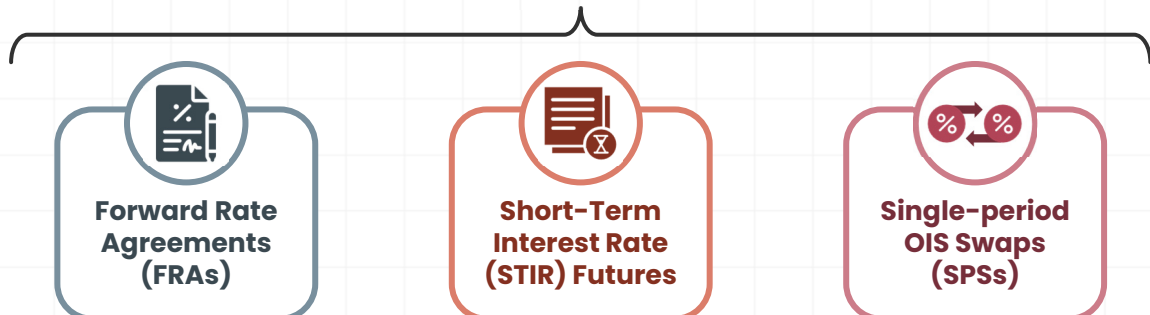 Forward Rate
Agreements
(FRAs)
Short-Term
Interest Rate
(STIR) Futures
% %
Single-period
OIS Swaps
(SPSs)